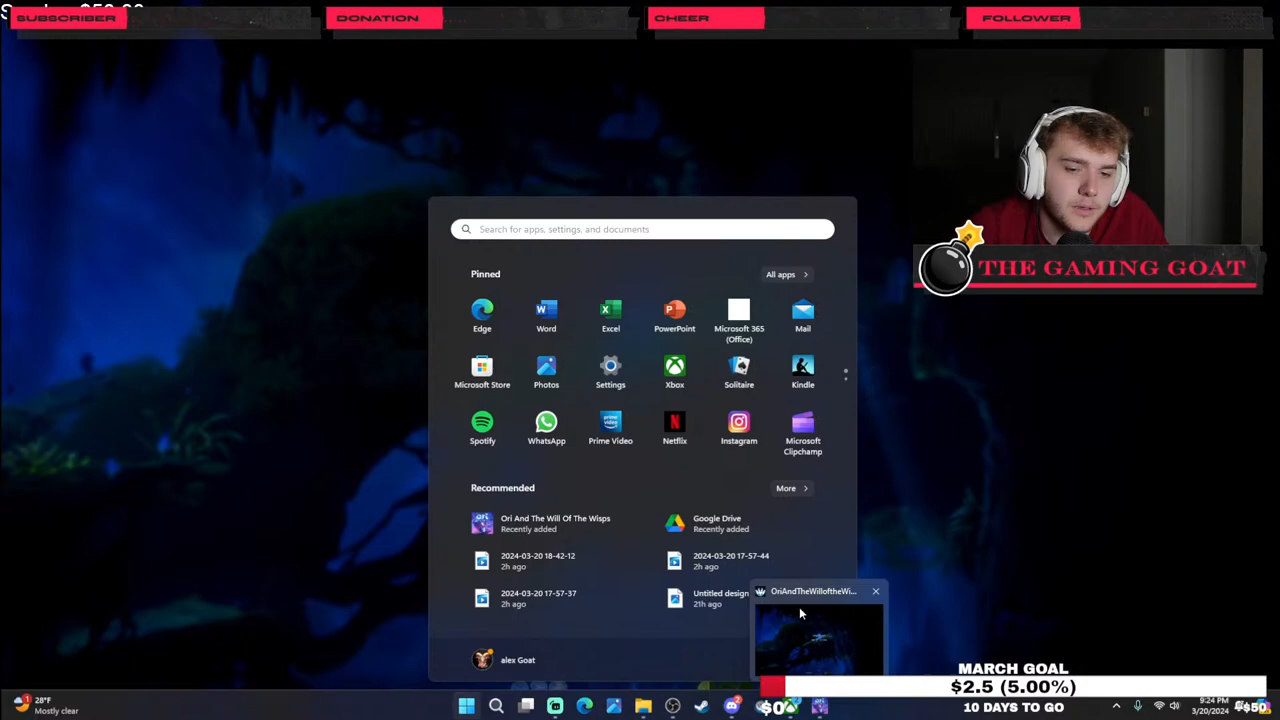 SUBSCRIBER
DONATION
CHEER
FOLLOWER
Search for apps, settings, and documents
THE GAMING GOAT
Pinned
All apps
Edge
Word
Excel
PowerPoint
Microsoft 365 (Office)
Mail
Microsoft Store
Photos
Settings
Xbox
Solitaire
Kindle
Spotify
WhatsApp
Prime Video
Netflix
Instagram
Microsoft Clipchamp
Recommended
More
Ori And The Will Of The Wisps
Recently added
Google Drive
Recently added
2024-03-20 18-42-12
2h ago
2024-03-20 17-57-44
2h ago
2024-03-20 17-57-37
2h ago
Untitled design
21h ago
OriAndTheWilloftheWi...
alex Goat
MARCH GOAL
$2.5 (5.00%)
$0
$50
10 DAYS TO GO
28°F
Mostly clear
9:24 PM
3/20/2024